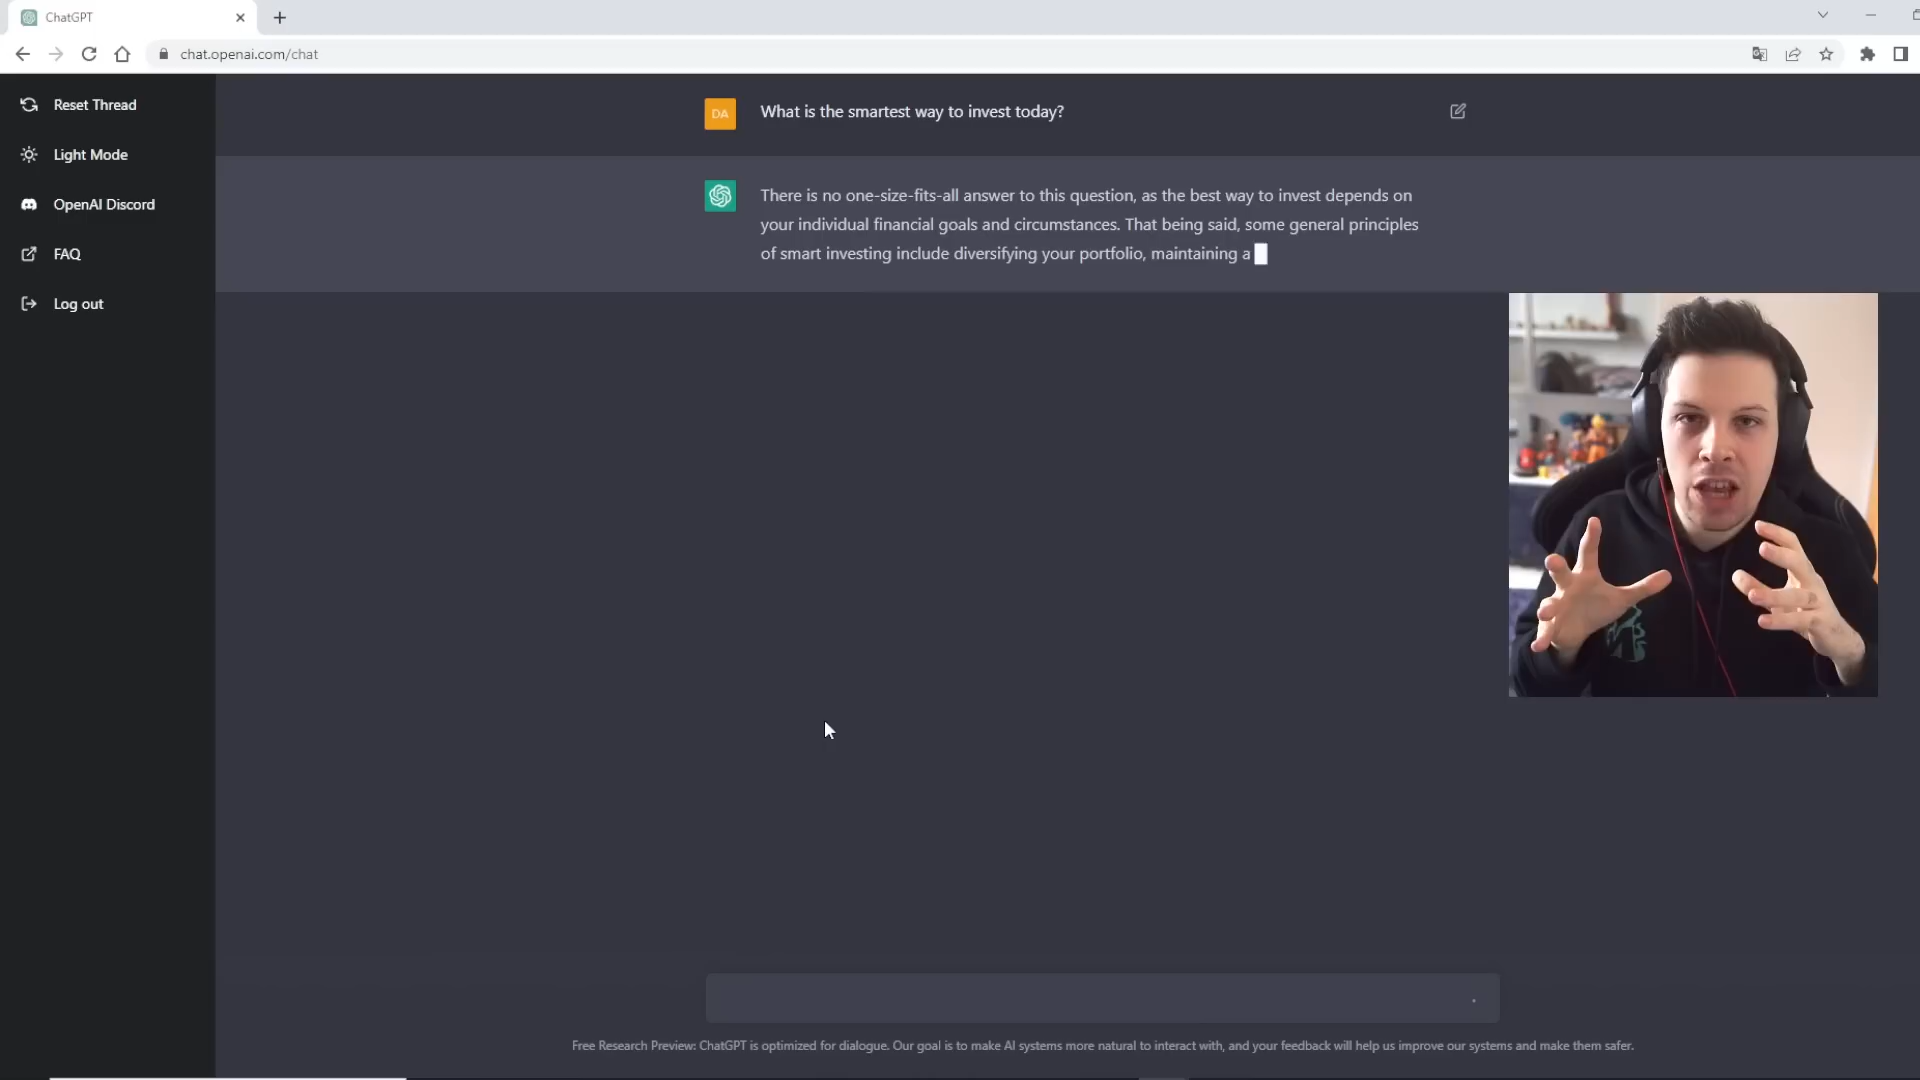 ChatGPT
chat.openai.com/chat
Reset Thread
Light Mode
OpenAI Discord
FAQ
Log out
DA
What is the smartest way to invest today?
There is no one-size-fits-all answer to this question, as the best way to invest depends on
your individual financial goals and circumstances. That being said, some general principles
of smart investing include diversifying your portfolio, maintaining a
Free Research Preview: ChatGPT is optimized for dialogue. Our goal is to make AI systems more natural to interact with, and your feedback will help us improve our systems and make them safer.